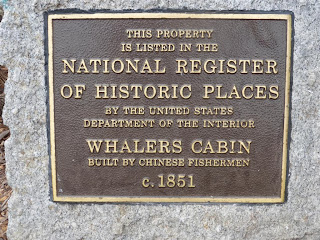 THIS PROPERTY
IS LISTED IN THE
NATIONAL REGISTER
OF HISTORIC PLACES
BY THE UNITED STATES
DEPARTMENT OF THE INTERIOR
WHALERS CABIN
BUILT BY CHINESE FISHERMEN
c.1851